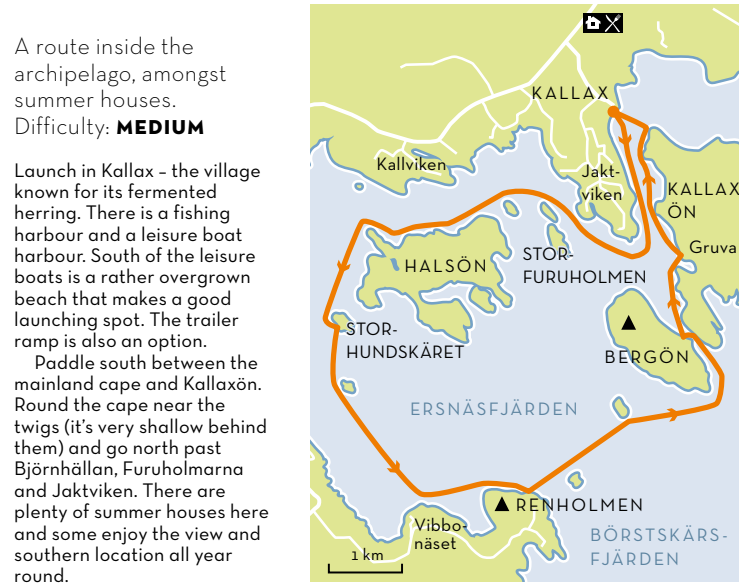 A route inside the
archipelago, amongst
summer houses.
Difficulty: MEDIUM
Launch in Kallax – the village
known for its fermented
herring. There is a fishing
harbour and a leisure boat
harbour. South of the leisure
boats is a rather overgrown
beach that makes a good
launching spot. The trailer
ramp is also an option.
Paddle south between the
mainland cape and Kallaxön.
Round the cape near the
twigs (it's very shallow behind
them) and go north past
Björnhällan, Furuholmarna
and Jaktviken. There are
plenty of summer houses here
and some enjoy the view and
southern location all year
round.
KALLAX
Kallviken
Jakt-
viken
KALLAX
ÖN
Gruva
HALSÖN
STOR-
FURUHOLMEN
STOR-
HUNDSKÄRET
BERGÖN
ERSNÄSFJÄRDEN
RENHOLMEN
Vibbo-
näset
BÖRSTSKÄRS-
FJÄRDEN
1 km